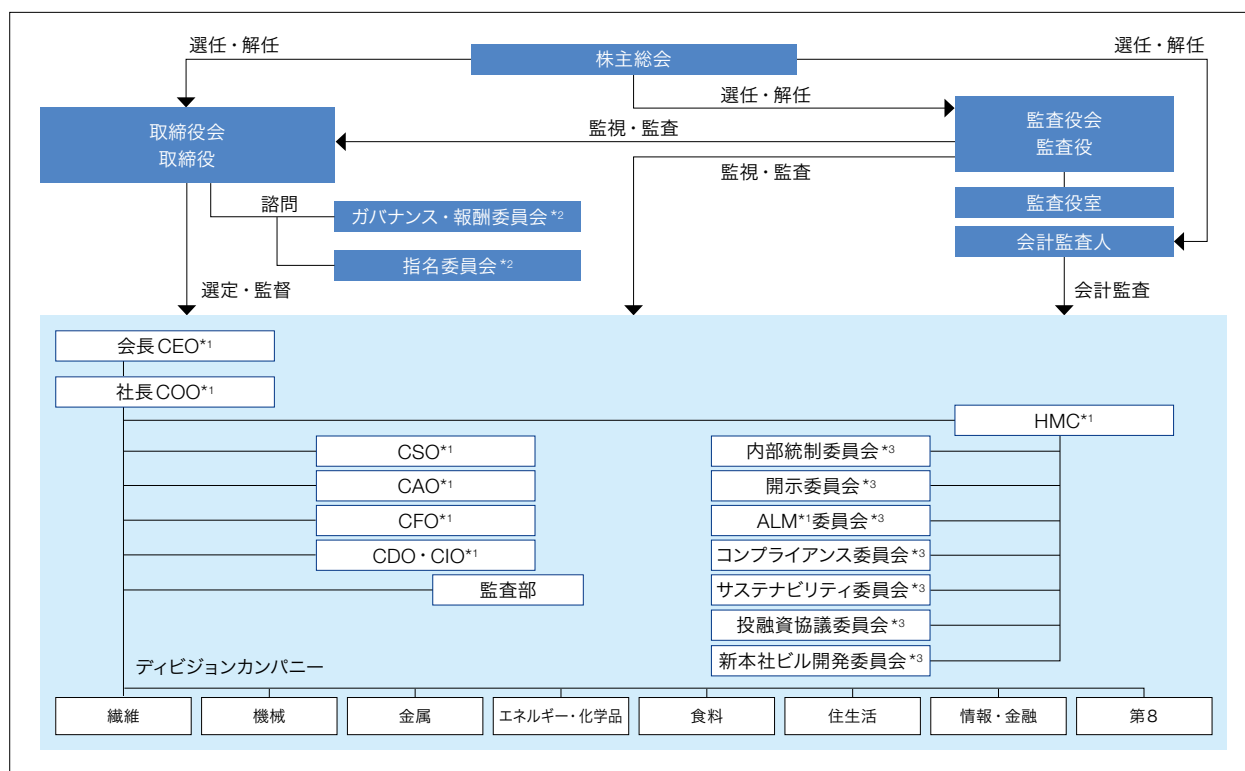 選任・解任
株主総会
選任・解任
選任・解任
取締役会
取締役
監視・監査
監査役会
監査役
監視・監査
諮問
ガバナンス・報酬委員会*2
監査役室
会計監査人
指名委員会*2
選定・監督
会計監査
会長CEO*1
社長COO*1
HMC*1
CSO*1
内部統制委員会*3
CAO*1
開示委員会*3
CFO*1
ALM*1委員会*3
CDO・CIO*1
コンプライアンス委員会*3
監査部
サステナビリティ委員会*3
投融資協議委員会*3
新本社ビル開発委員会*3
ディビジョンカンパニー
繊維
機械
金属
エネルギー・化学品
食料
住生活
情報・金融
第8